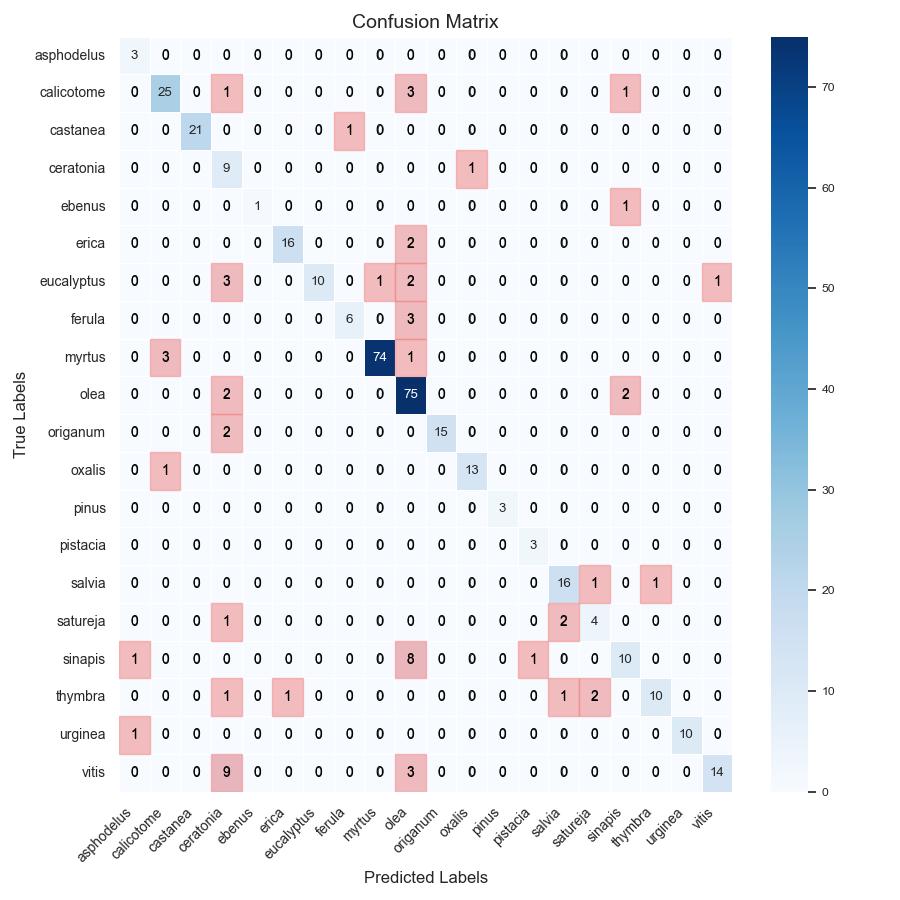 Confusion Matrix
asphodelus 3 0 0 0 0 0 0 0 0 0 0 0 0 0 0 0 0 0 0 0
calicotome 0 25 0 1 0 0 0 0 0 3 0 0 0 0 0 0 1 0 0 0
castanea 0 0 21 0 0 0 0 1 0 0 0 0 0 0 0 0 0 0 0 0
ceratonia 0 0 0 9 0 0 0 0 0 0 0 1 0 0 0 0 0 0 0 0
ebenus 0 0 0 0 1 0 0 0 0 0 0 0 0 0 0 0 1 0 0 0
erica 0 0 0 0 0 16 0 0 0 2 0 0 0 0 0 0 0 0 0 0
eucalyptus 0 0 0 3 0 0 10 0 1 2 0 0 0 0 0 0 0 0 0 1
ferula 0 0 0 0 0 0 0 6 0 3 0 0 0 0 0 0 0 0 0 0
myrtus 0 3 0 0 0 0 0 0 74 1 0 0 0 0 0 0 0 0 0 0
olea 0 0 0 2 0 0 0 0 0 75 0 0 0 0 0 0 2 0 0 0
origanum 0 0 0 2 0 0 0 0 0 0 15 0 0 0 0 0 0 0 0 0
oxalis 0 1 0 0 0 0 0 0 0 0 0 13 0 0 0 0 0 0 0 0
pinus 0 0 0 0 0 0 0 0 0 0 0 0 3 0 0 0 0 0 0 0
pistacia 0 0 0 0 0 0 0 0 0 0 0 0 0 3 0 0 0 0 0 0
salvia 0 0 0 0 0 0 0 0 0 0 0 0 0 0 16 1 0 1 0 0
satureja 0 0 0 1 0 0 0 0 0 0 0 0 0 0 2 4 0 0 0 0
sinapis 1 0 0 0 0 0 0 0 0 8 0 0 0 1 0 0 10 0 0 0
thymbra 0 0 0 1 0 1 0 0 0 0 0 0 0 0 1 2 0 10 0 0
urginea 1 0 0 0 0 0 0 0 0 0 0 0 0 0 0 0 0 0 10 0
vitis 0 0 0 9 0 0 0 0 0 3 0 0 0 0 0 0 0 0 0 14
asphodelus calicotome castanea ceratonia ebenus erica eucalyptus ferula myrtus olea origanum oxalis pinus pistacia salvia satureja sinapis thymbra urginea vitis
Predicted Labels
True Labels
70
60
50
40
30
20
10
0